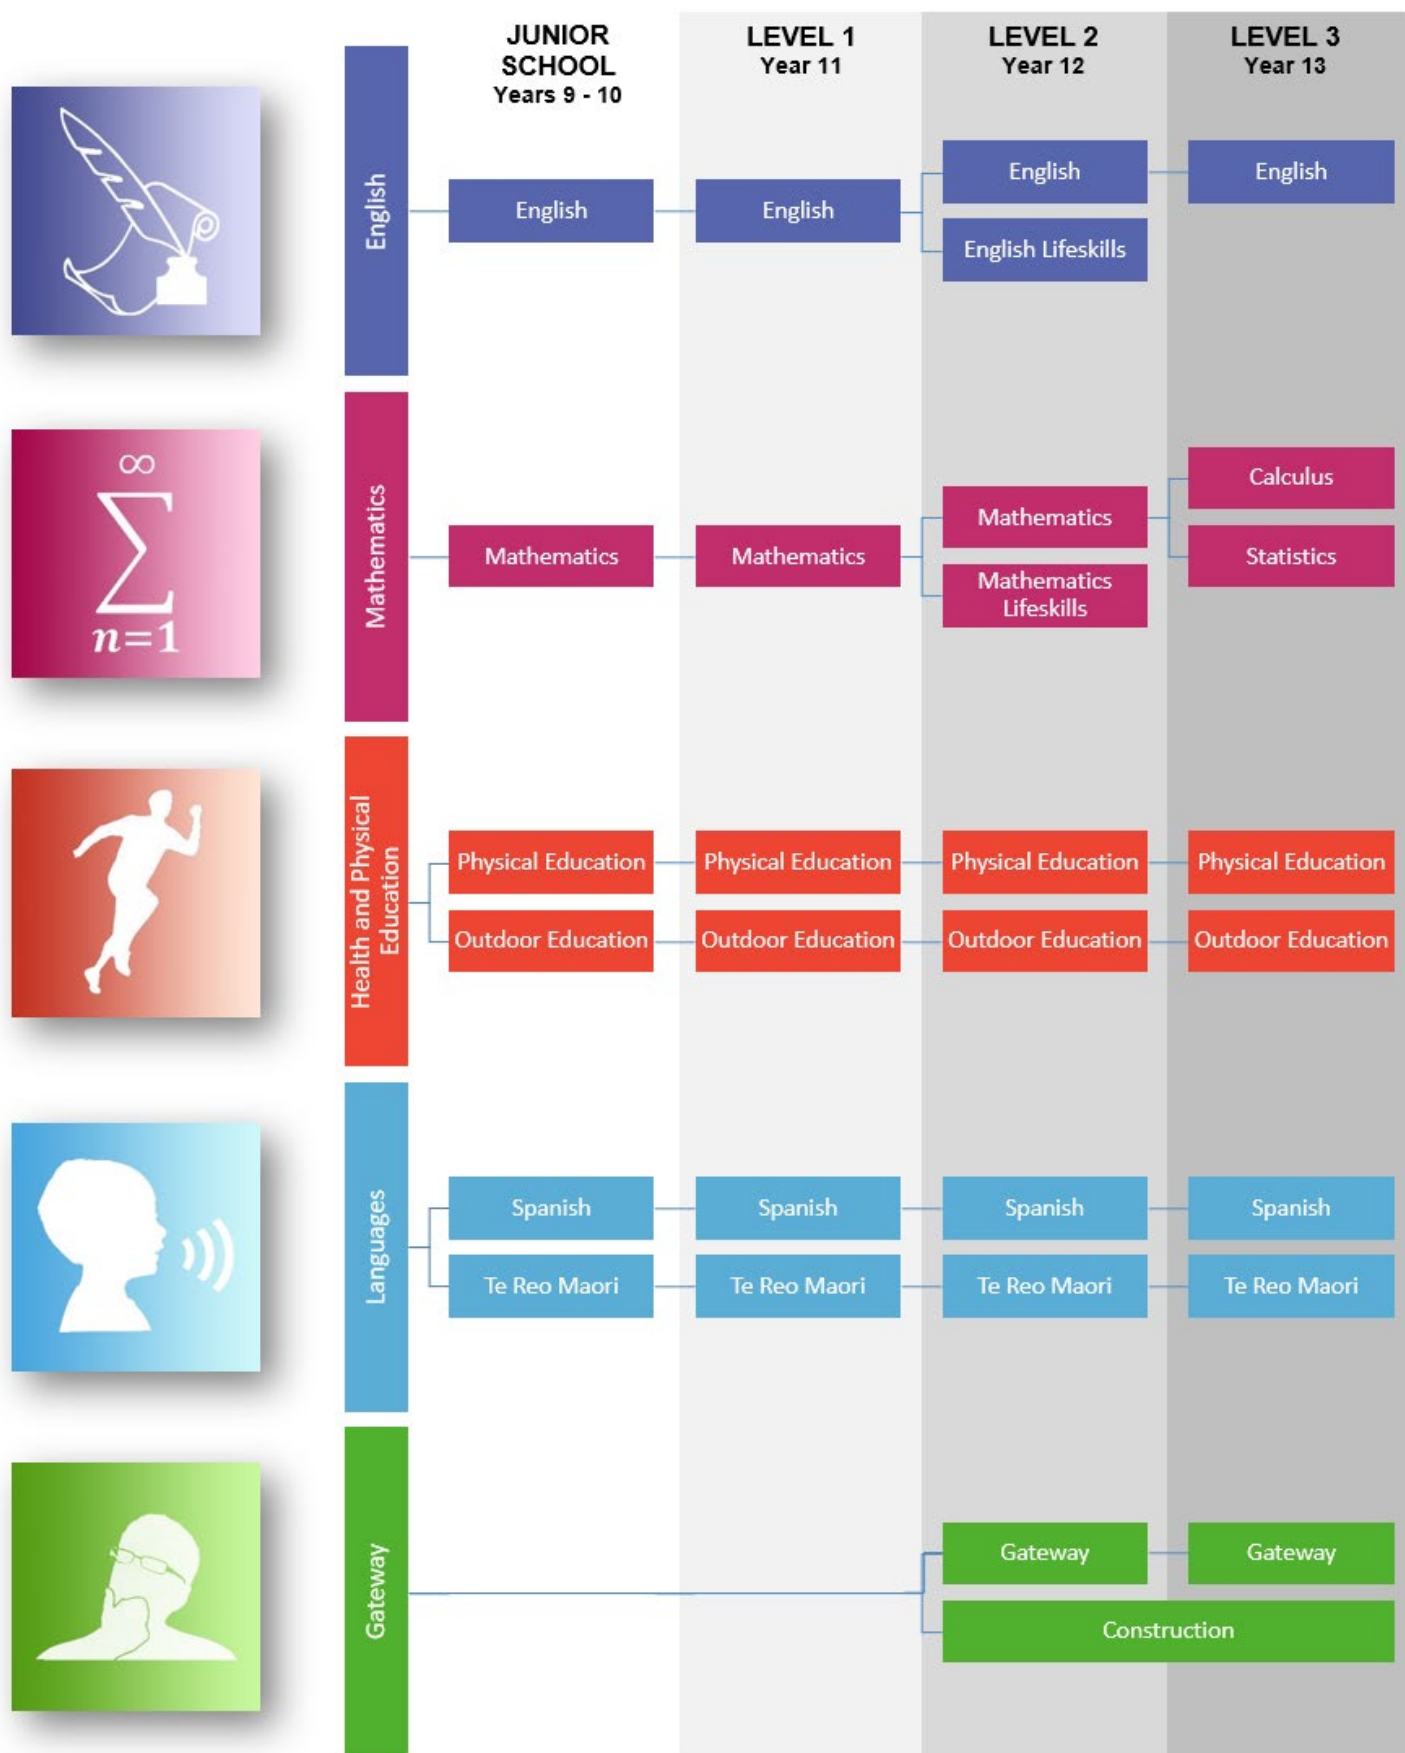 JUNIOR
SCHOOL
Years 9 - 10
LEVEL 1
Year 11
LEVEL 2
Year 12
LEVEL 3
Year 13
English
English
English
English
English
English Lifeskills
∞
∑
n=1
Mathematics
Mathematics
Mathematics
Mathematics
Mathematics
Lifeskills
Calculus
Statistics
Health and Physical
Education
Physical Education
Physical Education
Physical Education
Physical Education
Outdoor Education
Outdoor Education
Outdoor Education
Outdoor Education
Languages
Spanish
Spanish
Spanish
Spanish
Te Reo Maori
Te Reo Maori
Te Reo Maori
Te Reo Maori
Gateway
Gateway
Gateway
Construction